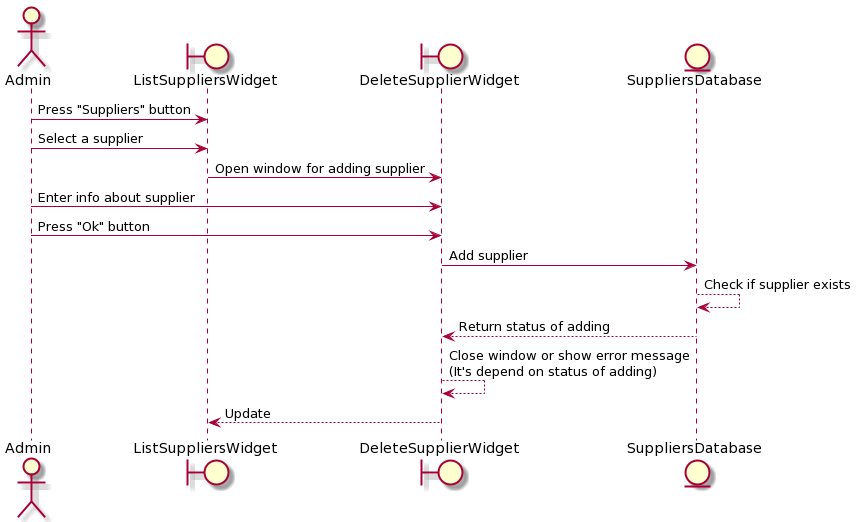 Admin
ListSuppliersWidget
DeleteSupplierWidget
SuppliersDatabase
Press "Suppliers" button
Select a supplier
Open window for adding supplier
Enter info about supplier
Press "Ok" button
Add supplier
Check if supplier exists
Return status of adding
Close window or show error message
(It's depend on status of adding)
Update
Admin
ListSuppliersWidget
DeleteSupplierWidget
SuppliersDatabase